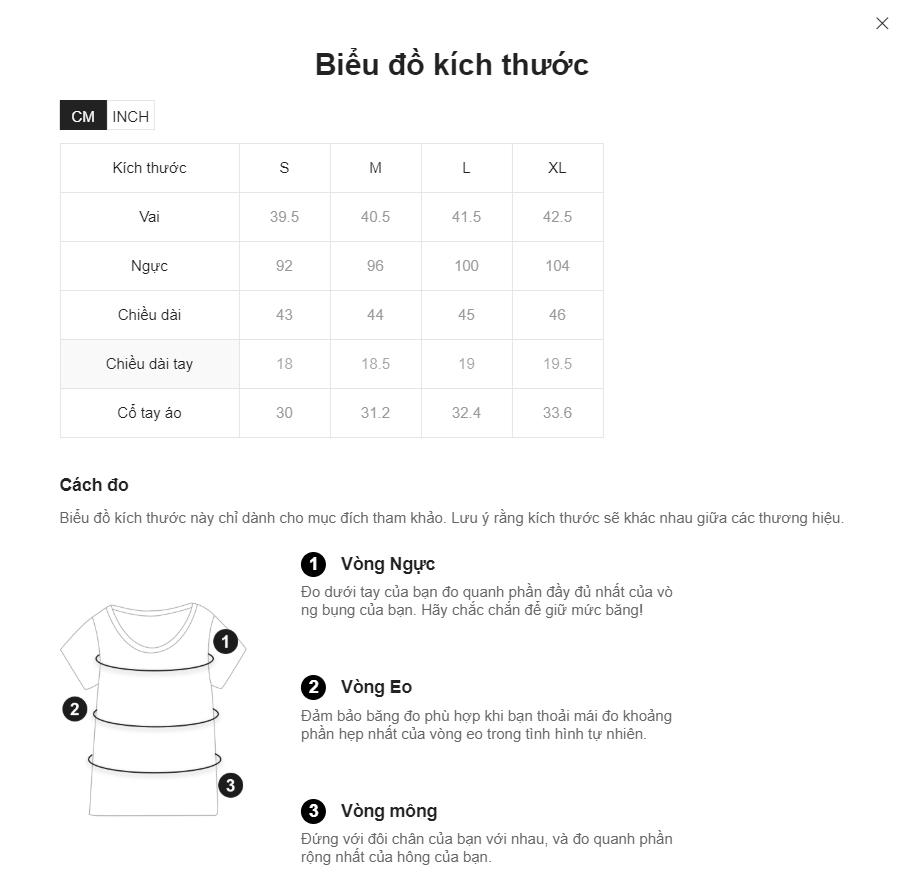 Biểu đồ kích thước
CM INCH
Kích thước S M L XL
Vai 39.5 40.5 41.5 42.5
Ngực 92 96 100 104
Chiều dài 43 44 45 46
Chiều dài tay 18 18.5 19 19.5
Cổ tay áo 30 31.2 32.4 33.6
Cách đo
Biểu đồ kích thước này chỉ dành cho mục đích tham khảo. Lưu ý rằng kích thước sẽ khác nhau giữa các thương hiệu.
1 Vòng Ngực
Đo dưới tay của bạn đo quanh phần đầy đủ nhất của vò
ng bụng của bạn. Hãy chắc chắn để giữ mức băng!
2 Vòng Eo
Đảm bảo băng đo phù hợp khi bạn thoải mái đo khoảng
phần hẹp nhất của vòng eo trong tình hình tự nhiên.
3 Vòng mông
Đứng với đôi chân của bạn với nhau, và đo quanh phần
rộng nhất của hông của bạn.
1
2
3